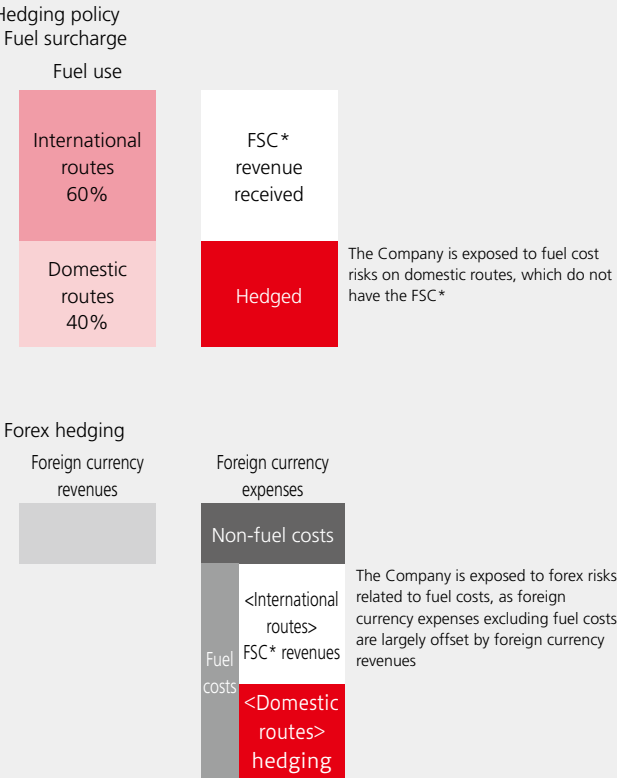 Hedging policy
Fuel surcharge
Fuel use
International
routes
60%
FSC*
revenue
received
Domestic
routes
40%
Hedged
The Company is exposed to fuel cost
risks on domestic routes, which do not
have the FSC*
Forex hedging
Foreign currency
revenues
Foreign currency
expenses
Non-fuel costs
Fuel
costs
<International
routes>
FSC* revenues
<Domestic
routes>
hedging
The Company is exposed to forex risks
related to fuel costs, as foreign
currency expenses excluding fuel costs
are largely offset by foreign currency
revenues